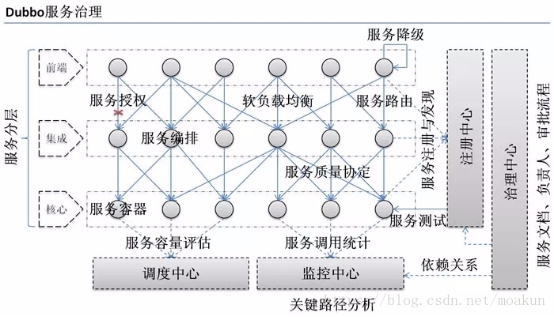 Dubbo服务治理
服务降级
前端
服务授权
软负载均衡
服务路由
服务分层
集成
服务编排
服务质量协定
服务注册与发现
注册中心
治理中心
服务文档、负责人、审批流程
核心
服务容器
服务测试
服务容量评估
服务调用统计
调度中心
监控中心
依赖关系
关键路径分析
blog.csdn.net/moakun